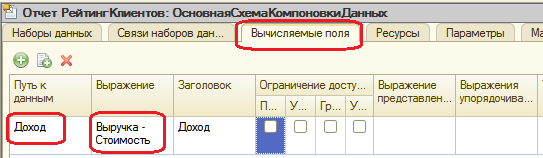 Отчет РейтингКлиентов: ОсновнаяСхемаКомпоновкиДанных
Наборы данных Связи наборов дан... Вычисляемые поля Ресурсы Параметры
Путь к данным Выражение Заголовок Ограничение досту... Выражение представлен... Выражения упорядочива...
П... У... Гр... У...
Доход Выручка - Доход
Стоимость